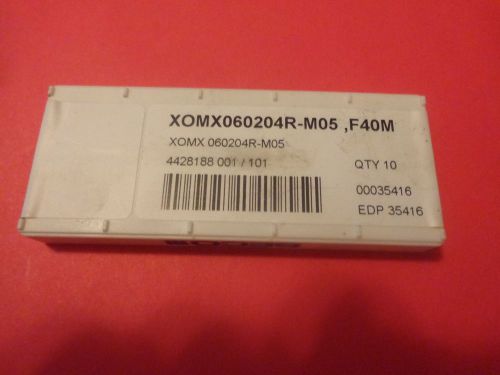 XOMX060204R-M05 ,F40M
XOMX 060204R-M05
4428188 001 / 101 QTY 10
00035416
EDP 35416